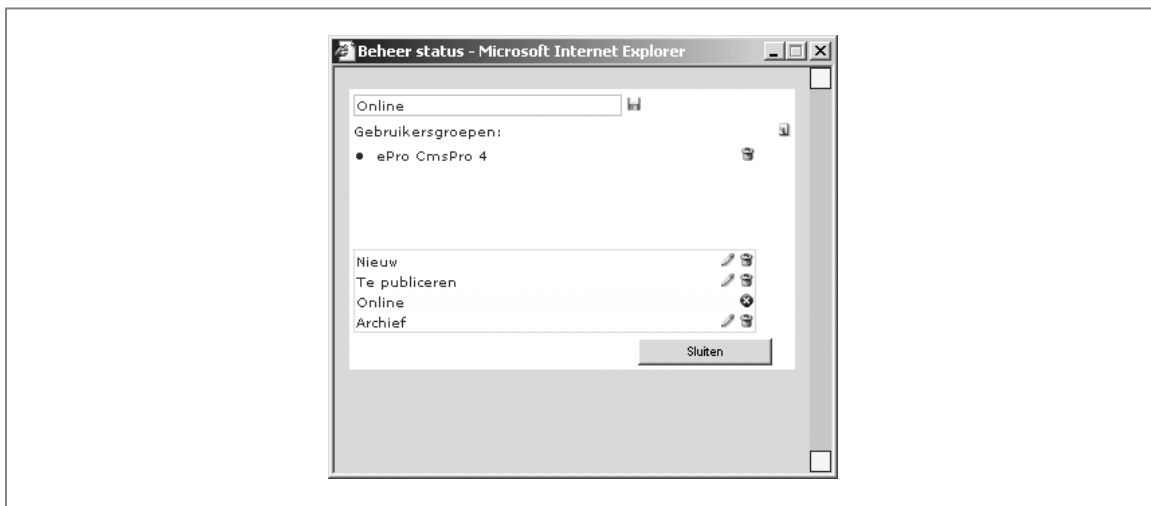 Beheer status - Microsoft Internet Explorer
Online
Gebruikersgroepen:
ePro CmsPro 4
Nieuw
Te publiceren
Online
Archief
Sluiten